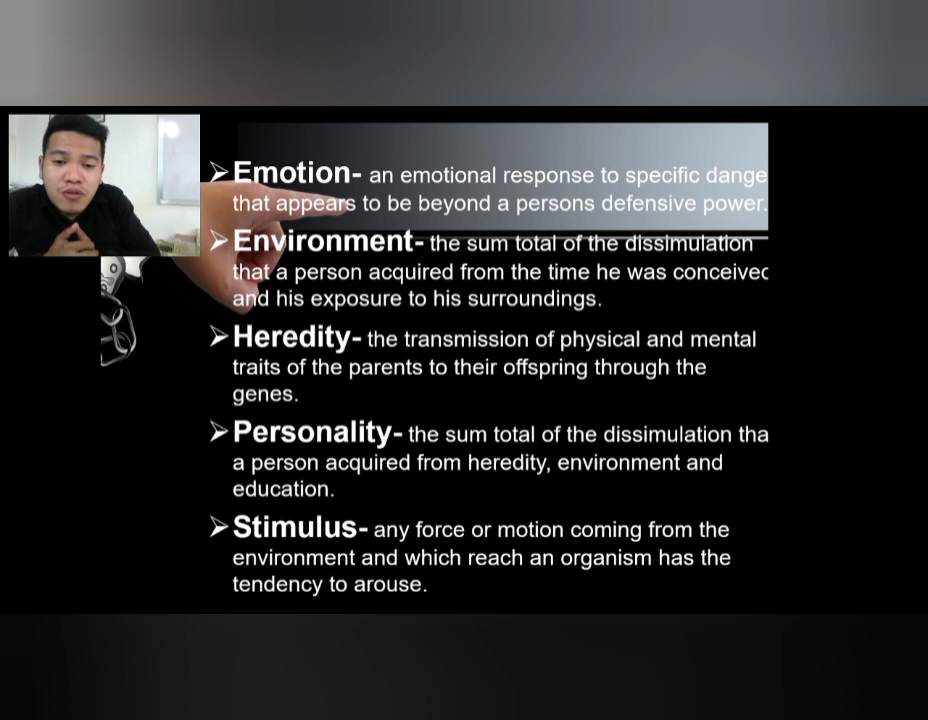 ➢ Emotion- an emotional response to specific dange
that appears to be beyond a persons defensive power.
➢ Environment- the sum total of the dissimulation
that a person acquired from the time he was conceived
and his exposure to his surroundings.
➢ Heredity- the transmission of physical and mental
traits of the parents to their offspring through the
genes.
➢ Personality- the sum total of the dissimulation tha
a person acquired from heredity, environment and
education.
➢ Stimulus- any force or motion coming from the
environment and which reach an organism has the
tendency to arouse.